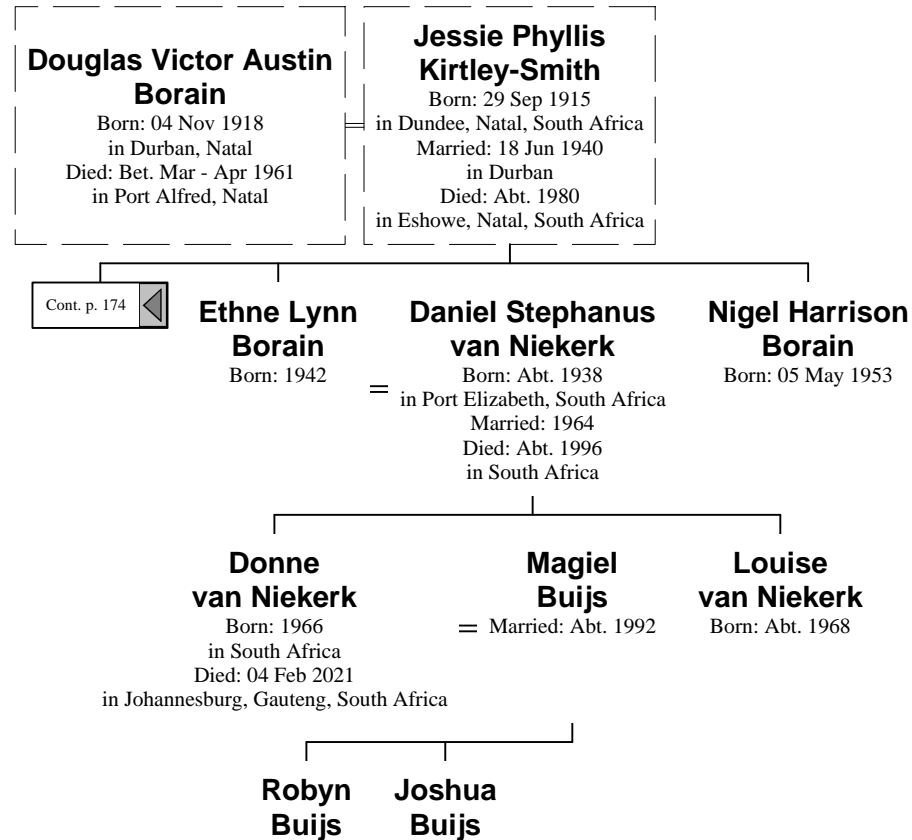 Douglas Victor Austin
Borain
Born: 04 Nov 1918
in Durban, Natal
Died: Bet. Mar - Apr 1961
in Port Alfred, Natal
=
Jessie Phyllis
Kirtley-Smith
Born: 29 Sep 1915
in Dundee, Natal, South Africa
Married: 18 Jun 1940
in Durban
Died: Abt. 1980
in Eshowe, Natal, South Africa
Cont. p. 174
Ethne Lynn
Borain
Born: 1942
=
Daniel Stephanus
van Niekerk
Born: Abt. 1938
in Port Elizabeth, South Africa
Married: 1964
Died: Abt. 1996
in South Africa
Nigel Harrison
Borain
Born: 05 May 1953
Donne
van Niekerk
Born: 1966
in South Africa
Died: 04 Feb 2021
in Johannesburg, Gauteng, South Africa
=
Magiel
Buijs
Married: Abt. 1992
Louise
van Niekerk
Born: Abt. 1968
Robyn
Buijs
Joshua
Buijs